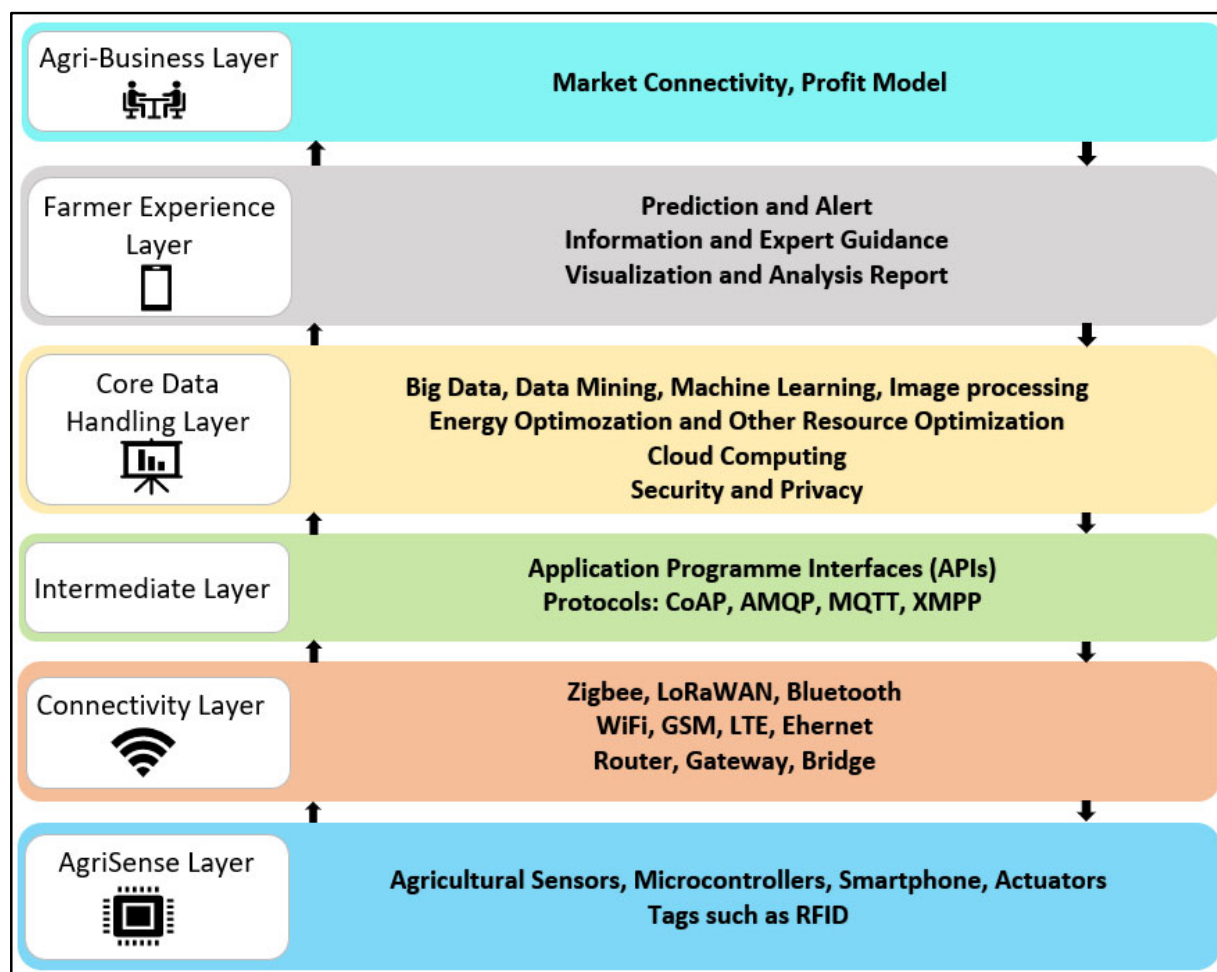 Agri-Business Layer
Market Connectivity, Profit Model
Farmer Experience
Layer
Prediction and Alert
Information and Expert Guidance
Visualization and Analysis Report
Core Data
Handling Layer
Big Data, Data Mining, Machine Learning, Image processing
Energy Optimozation and Other Resource Optimization
Cloud Computing
Security and Privacy
Intermediate Layer
Application Programme Interfaces (APIs)
Protocols: CoAP, AMQP, MQTT, XMPP
Connectivity Layer
Zigbee, LoRaWAN, Bluetooth
WiFi, GSM, LTE, Ehernet
Router, Gateway, Bridge
AgriSense Layer
Agricultural Sensors, Microcontrollers, Smartphone, Actuators
Tags such as RFID